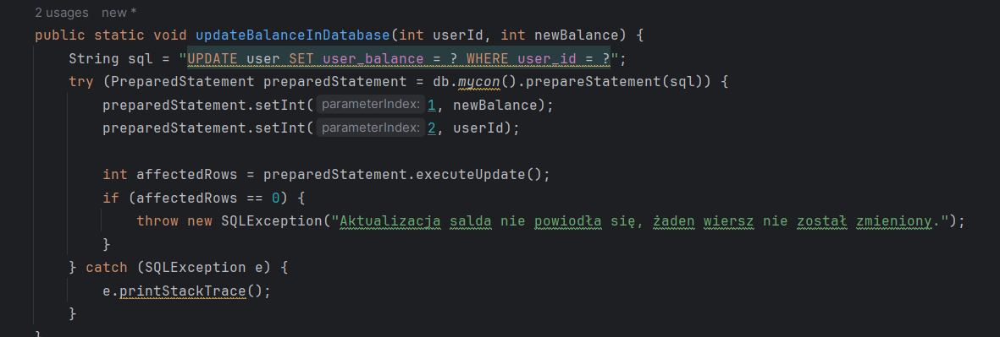 2 usages   new *
public static void updateBalanceInDatabase(int userId, int newBalance) {
String sql = "UPDATE user SET user_balance = ? WHERE user_id = ?";
try (PreparedStatement preparedStatement = db.mycon().prepareStatement(sql)) {
preparedStatement.setInt( parameterIndex: 1, newBalance);
preparedStatement.setInt( parameterIndex: 2, userId);
int affectedRows = preparedStatement.executeUpdate();
if (affectedRows == 0) {
throw new SQLException("Aktualizacja salda nie powiodła się, żaden wiersz nie został zmieniony.");
}
} catch (SQLException e) {
e.printStackTrace();
}
}